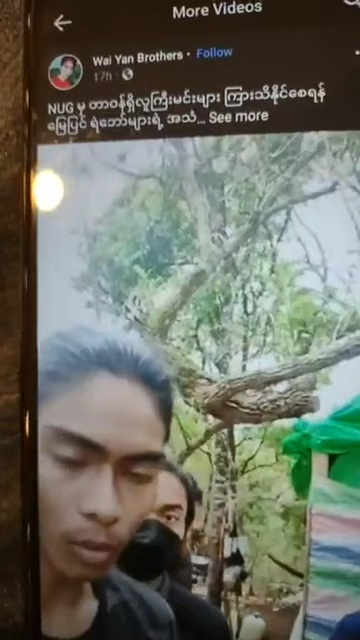 More Videos
Wai Yan Brothers · Follow
17h ·
NUG မှ တာဝန်ရှိလူကြီးမင်းများ ကြားသိနိုင်စေရန်
မြေပြင် ရဲဘော်များရဲ့ အသံ... See more